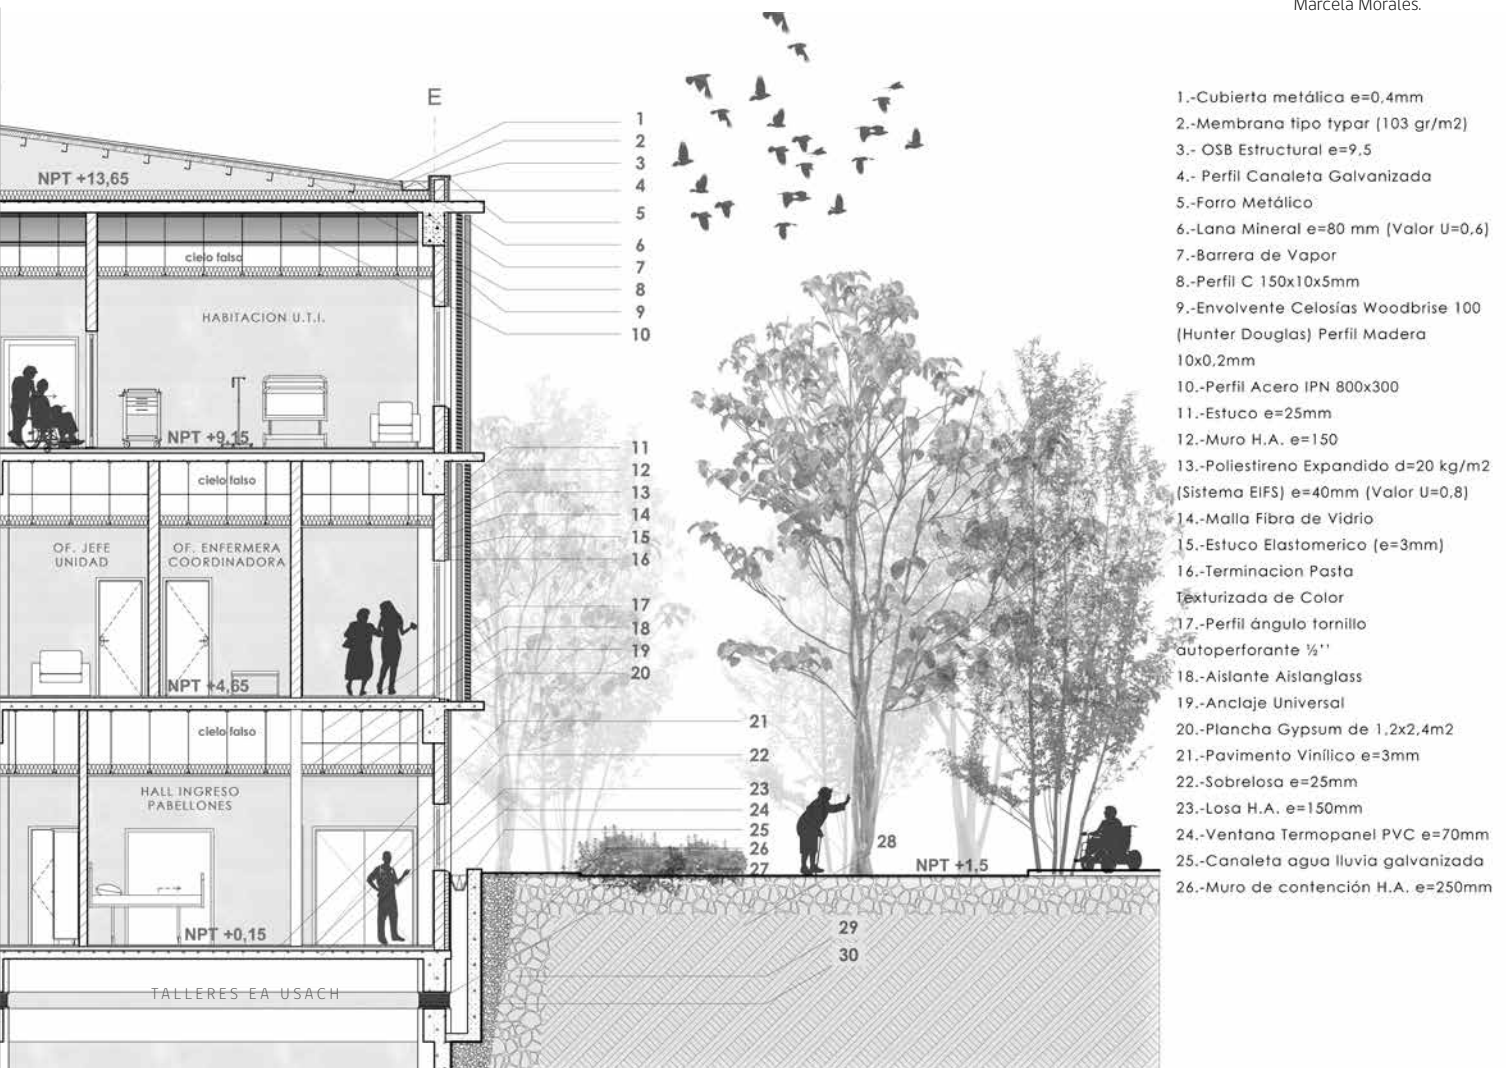 Marcela Morales.
E
1
2
3
4
5
6
7
8
9
10
NPT +13,65
cielo falso
HABITACION U.T.I.
NPT +9,15
11
12
13
14
15
16
cielo falso
OF. JEFE
UNIDAD
OF. ENFERMERA
COORDINADORA
17
18
19
20
NPT +4,65
cielo falso
21
22
23
24
25
26
27
28
HALL INGRESO
PABELLONES
NPT +1,5
NPT +0,15
29
30
TALLERES EA USACH
1.-Cubierta metálica e=0,4mm
2.-Membrana tipo typar (103 gr/m2)
3.- OSB Estructural e=9,5
4.- Perfil Canaleta Galvanizada
5.-Forro Metálico
6.-Lana Mineral e=80 mm (Valor U=0,6)
7.-Barrera de Vapor
8.-Perfil C 150x10x5mm
9.-Envolvente Celosías Woodbrise 100
(Hunter Douglas) Perfil Madera
10x0,2mm
10.-Perfil Acero IPN 800x300
11.-Estuco e=25mm
12.-Muro H.A. e=150
13.-Poliestireno Expandido d=20 kg/m2
(Sistema EIFS) e=40mm (Valor U=0,8)
14.-Malla Fibra de Vidrio
15.-Estuco Elastomerico (e=3mm)
16.-Terminacion Pasta
Texturizada de Color
17.-Perfil ángulo tornillo
autoperforante ½''
18.-Aislante Aislanglass
19.-Anclaje Universal
20.-Plancha Gypsum de 1,2x2,4m2
21.-Pavimento Vinílico e=3mm
22.-Sobrelosa e=25mm
23.-Losa H.A. e=150mm
24.-Ventana Termopanel PVC e=70mm
25.-Canaleta agua lluvia galvanizada
26.-Muro de contención H.A. e=250mm